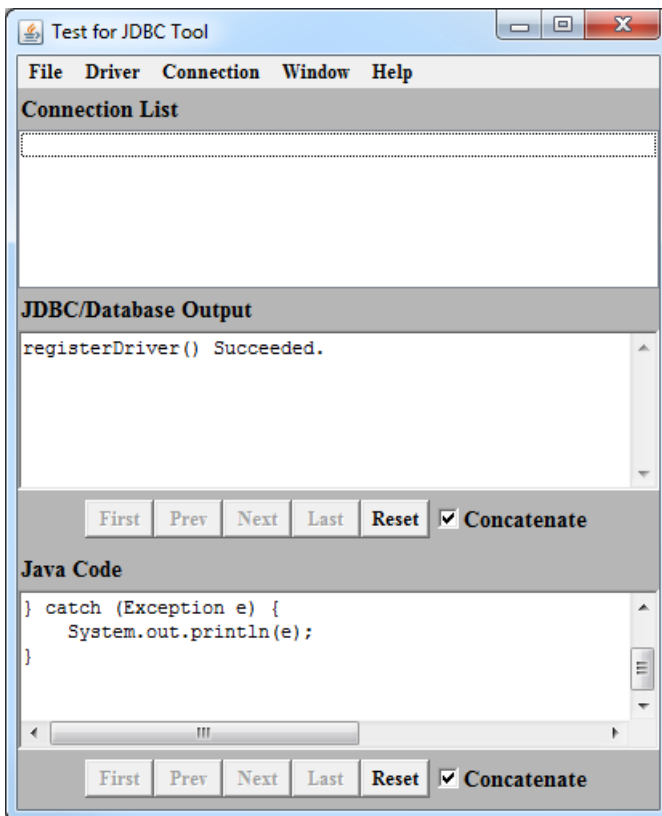 Test for JDBC Tool
File Driver Connection Window Help
Connection List
JDBC/Database Output
registerDriver() Succeeded.
First Prev Next Last Reset Concatenate
Java Code
} catch (Exception e) {
    System.out.println(e);
}
First Prev Next Last Reset Concatenate